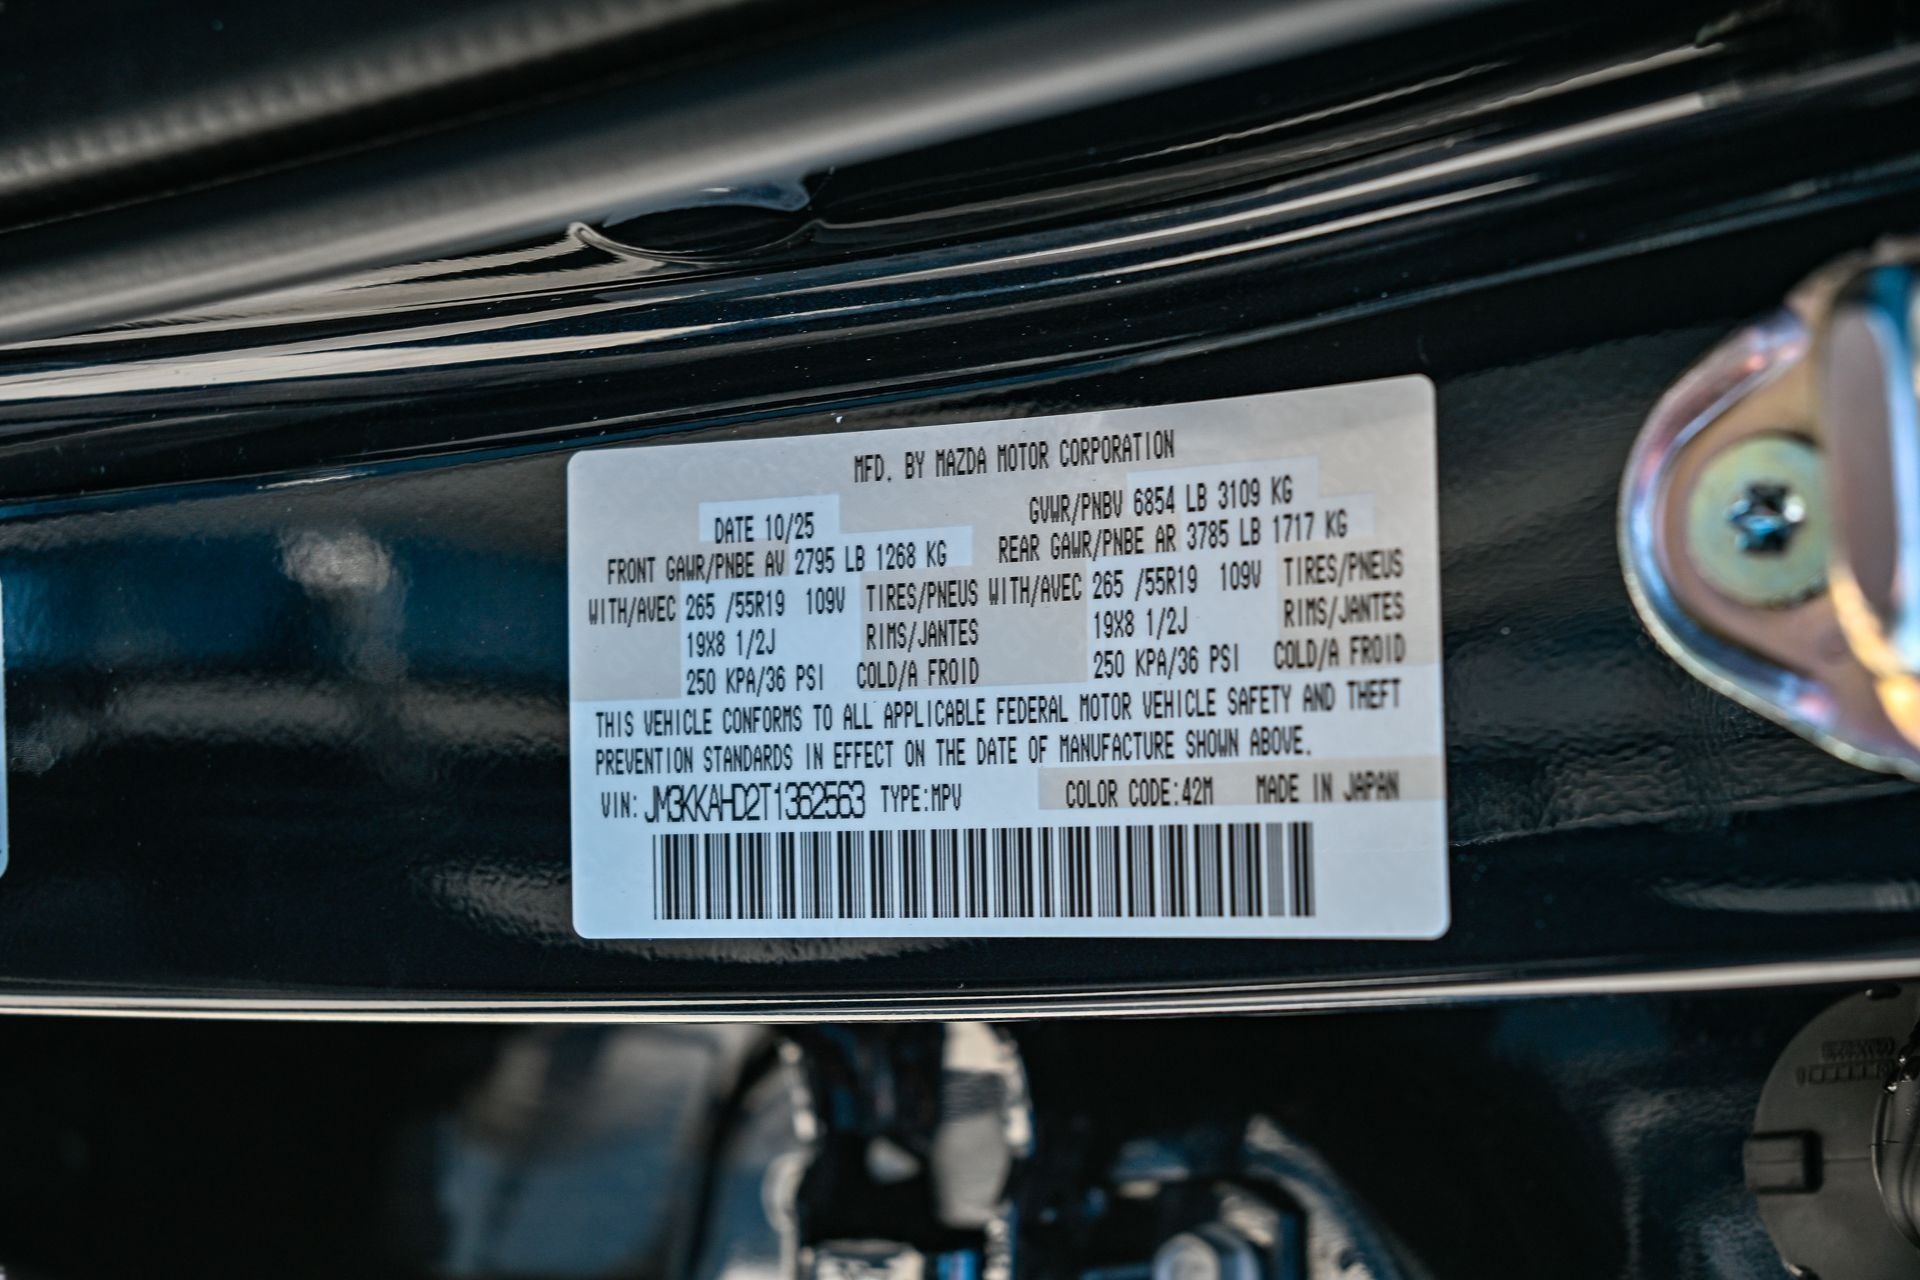 MFD. BY MAZDA MOTOR CORPORATION
DATE 10/25 GVWR/PNBV 6854 LB 3109 KG
FRONT GAWR/PNBE AV 2795 LB 1268 KG REAR GAWR/PNBE AR 3785 LB 1717 KG
WITH/AVEC 265 /55R19 109V TIRES/PNEUS WITH/AVEC 265 /55R19 109V TIRES/PNEUS
19X8 1/2J RIMS/JANTES 19X8 1/2J RIMS/JANTES
250 KPA/36 PSI COLD/A FROID 250 KPA/36 PSI COLD/A FROID
THIS VEHICLE CONFORMS TO ALL APPLICABLE FEDERAL MOTOR VEHICLE SAFETY AND THEFT
PREVENTION STANDARDS IN EFFECT ON THE DATE OF MANUFACTURE SHOWN ABOVE.
VIN: JM3KKAHD2T1362563 TYPE:MPV COLOR CODE:42M MADE IN JAPAN